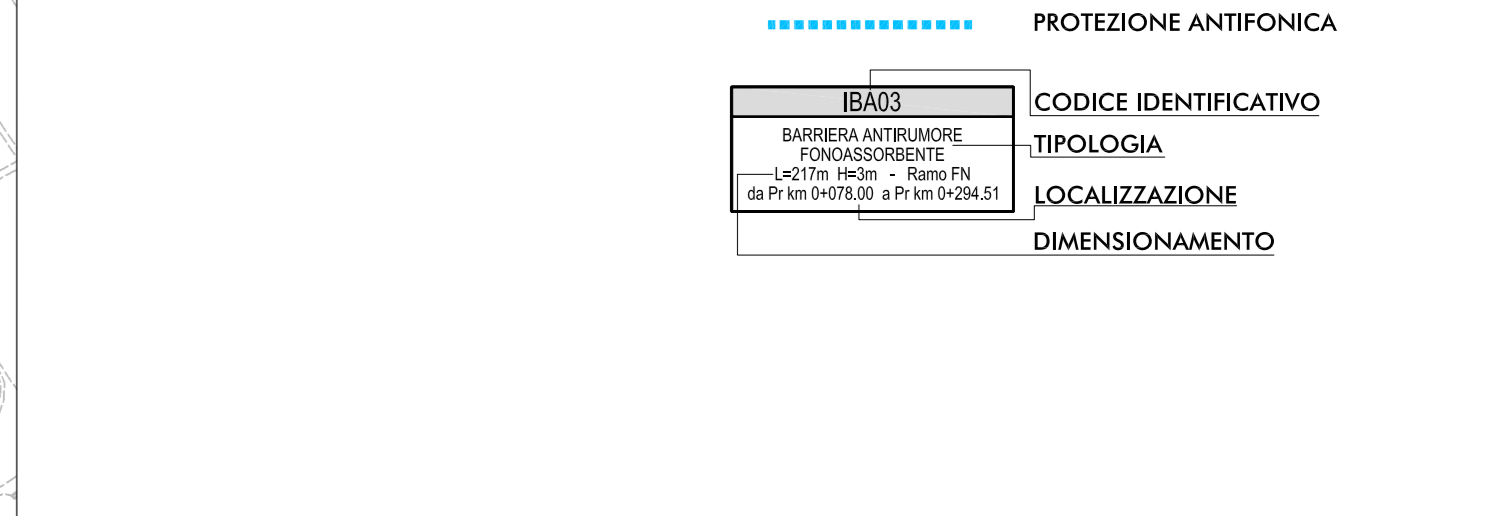 PROTEZIONE ANTIFONICA
IBA03
BARRIERA ANTIRUMORE
FONOASSORBENTE
L=217m H=3m - Ramo FN
da Pr km 0+078.00 a Pr km 0+294.51
CODICE IDENTIFICATIVO
TIPOLOGIA
LOCALIZZAZIONE
DIMENSIONAMENTO